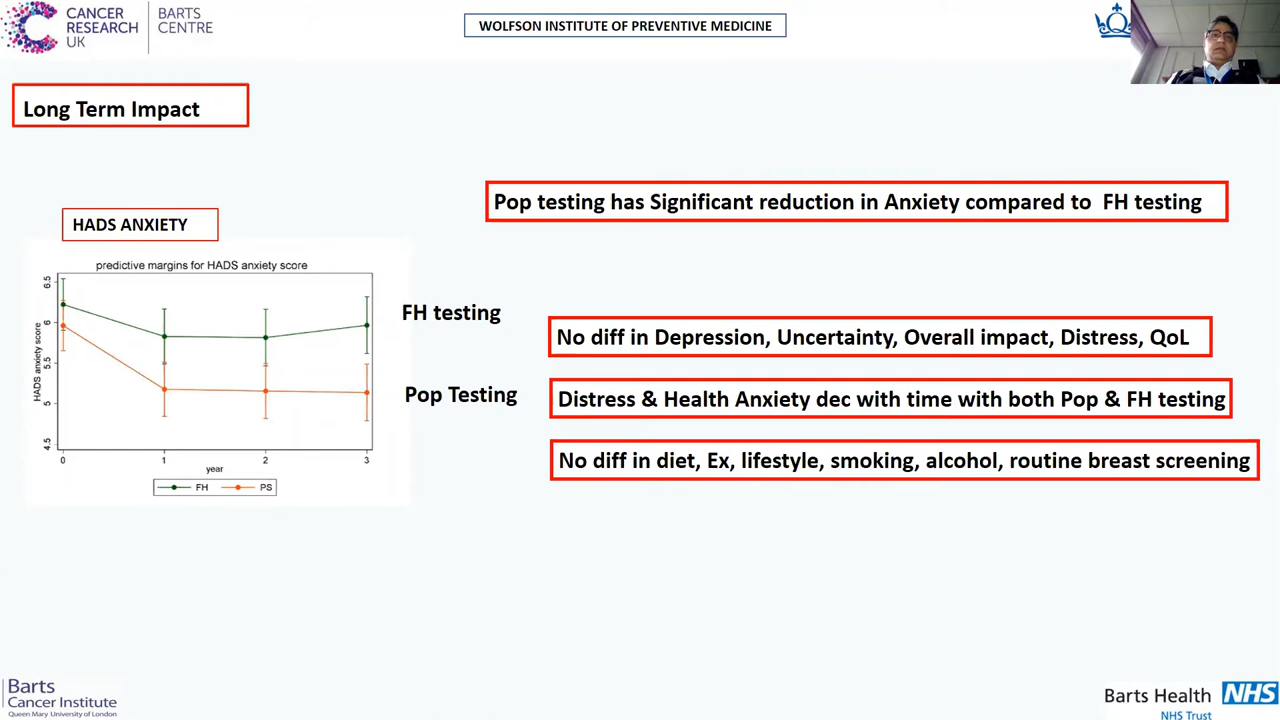 CANCER
RESEARCH
UK
BARTS
CENTRE
WOLFSON INSTITUTE OF PREVENTIVE MEDICINE
Long Term Impact
Pop testing has Significant reduction in Anxiety compared to FH testing
HADS ANXIETY
predictive margins for HADS anxiety score
HADS anxiety score
6.5
6
5.5
5
4.5
0 1 2 3
year
FH PS
FH testing
Pop Testing
No diff in Depression, Uncertainty, Overall impact, Distress, QoL
Distress & Health Anxiety dec with time with both Pop & FH testing
No diff in diet, Ex, lifestyle, smoking, alcohol, routine breast screening
Barts
Cancer Institute
Queen Mary University of London
Barts Health NHS
NHS Trust